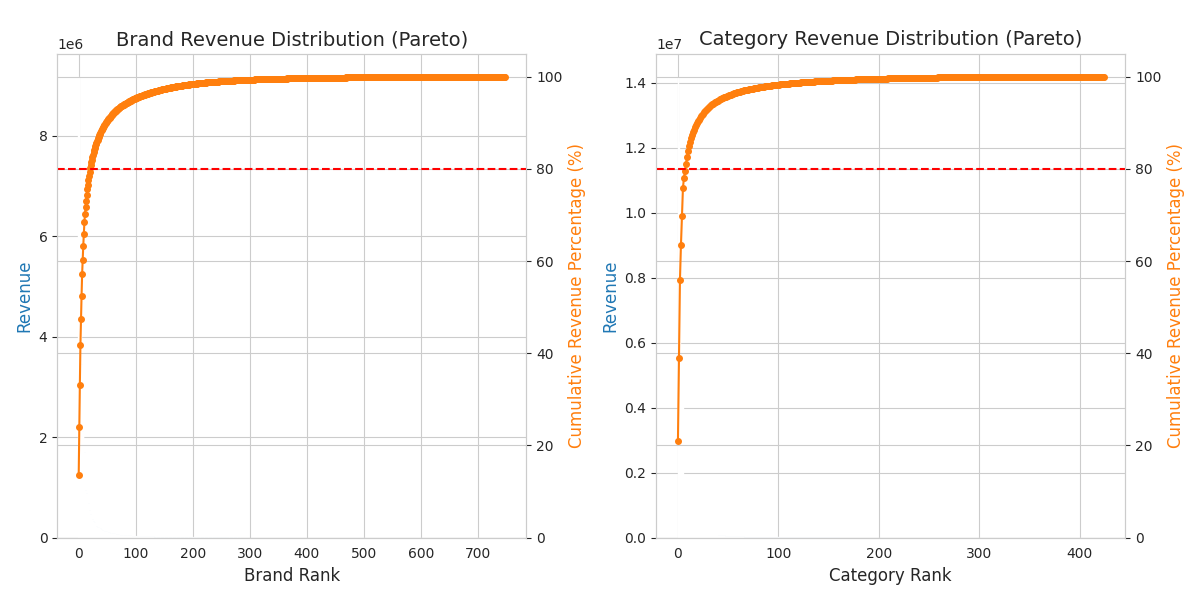 Brand Revenue Distribution (Pareto)
1e6
8
6
4
2
0
Revenue
100
80
60
40
20
0
Cumulative Revenue Percentage (%)
0 100 200 300 400 500 600 700
Brand Rank
Category Revenue Distribution (Pareto)
1e7
1.4
1.2
1.0
0.8
0.6
0.4
0.2
0.0
Revenue
100
80
60
40
20
0
Cumulative Revenue Percentage (%)
0 100 200 300 400
Category Rank